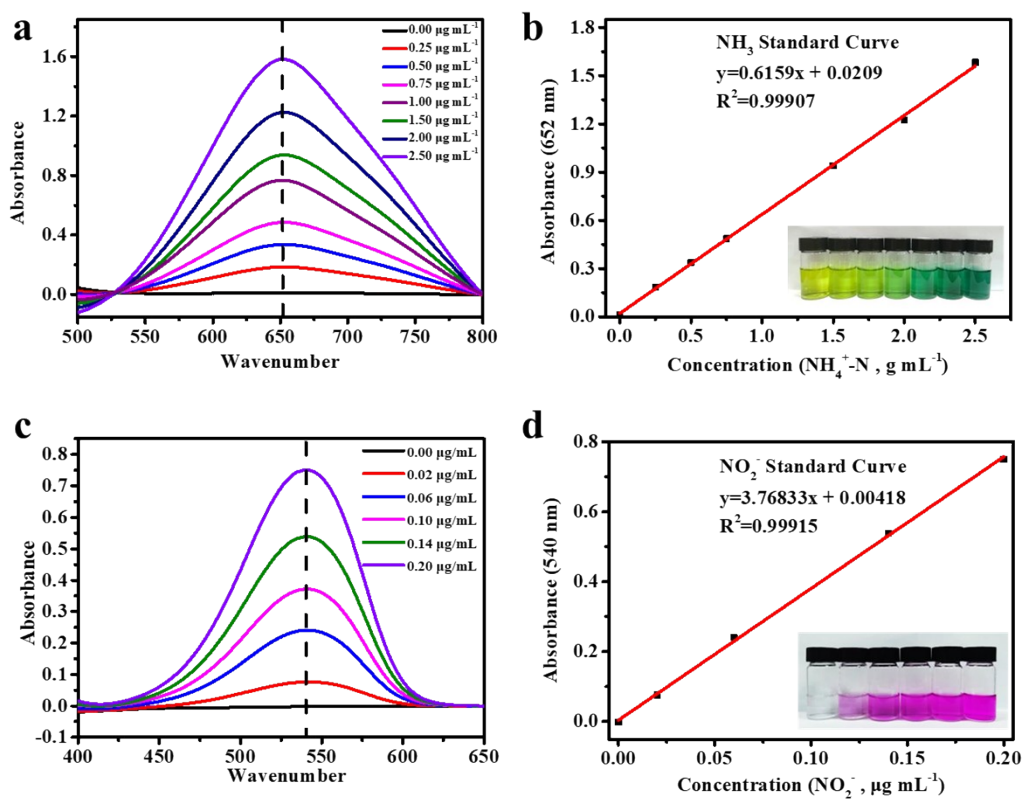 a
0.00 µg mL⁻¹
0.25 µg mL⁻¹
0.50 µg mL⁻¹
0.75 µg mL⁻¹
1.00 µg mL⁻¹
1.50 µg mL⁻¹
2.00 µg mL⁻¹
2.50 µg mL⁻¹
1.6
1.2
0.8
0.4
0.0
Absorbance
500 550 600 650 700 750 800
Wavenumber
b
NH₃ Standard Curve
y=0.6159x + 0.0209
R²=0.99907
1.8
1.5
1.2
0.9
0.6
0.3
0.0
Absorbance (652 nm)
0.0 0.5 1.0 1.5 2.0 2.5
Concentration (NH₄⁺-N , g mL⁻¹)
c
0.00 µg/mL
0.02 µg/mL
0.06 µg/mL
0.10 µg/mL
0.14 µg/mL
0.20 µg/mL
0.8
0.7
0.6
0.5
0.4
0.3
0.2
0.1
0.0
-0.1
Absorbance
400 450 500 550 600 650
Wavenumber
d
NO₂⁻ Standard Curve
y=3.76833x + 0.00418
R²=0.99915
0.8
0.6
0.4
0.2
0.0
Absorbance (540 nm)
0.00 0.05 0.10 0.15 0.20
Concentration (NO₂⁻ , µg mL⁻¹)